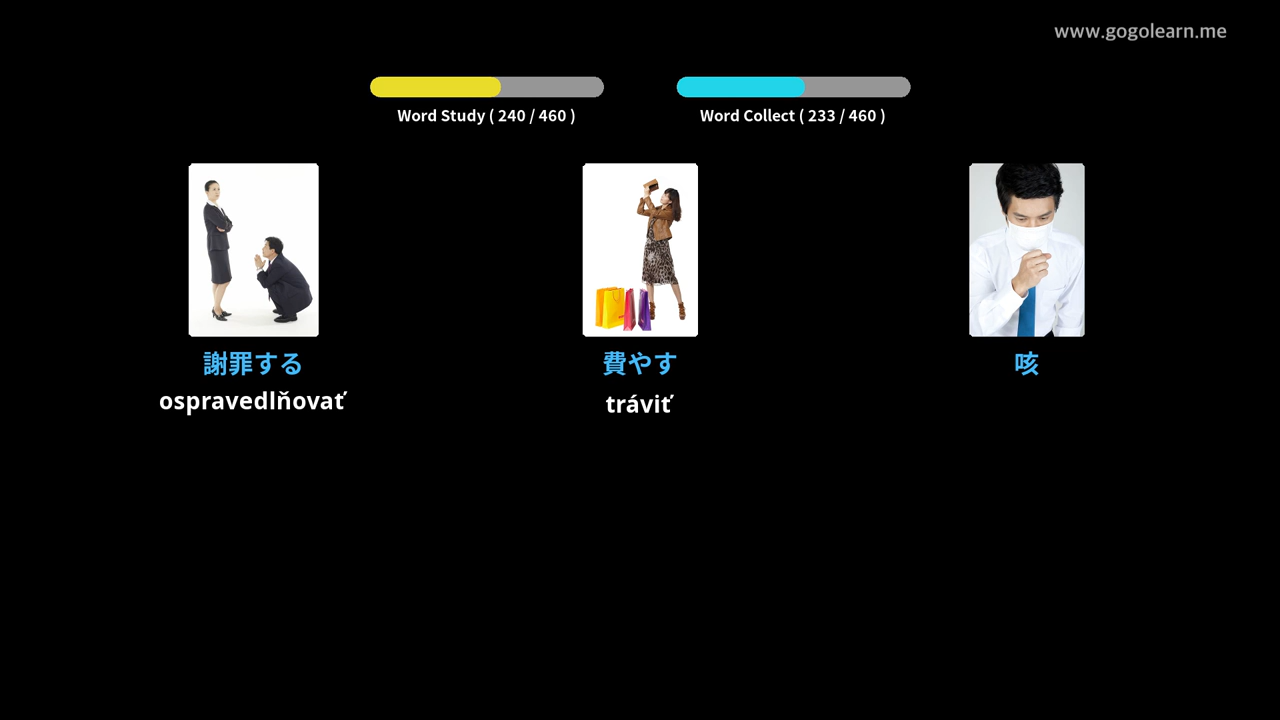 www.gogolearn.me
Word Study ( 240 / 460 )
Word Collect ( 233 / 460 )
謝罪する
費やす
咳
ospravedlňovať
tráviť